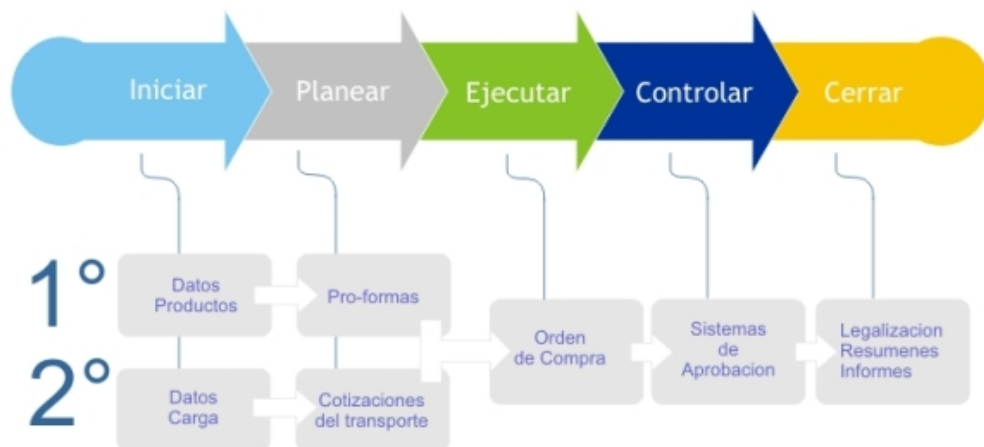 Iniciar
Planear
Ejecutar
Controlar
Cerrar
1°
Datos
Productos
Pro-formas
2°
Datos
Carga
Cotizaciones
del transporte
Orden
de Compra
Sistemas
de
Aprobacion
Legalizacion
Resumenes
Informes